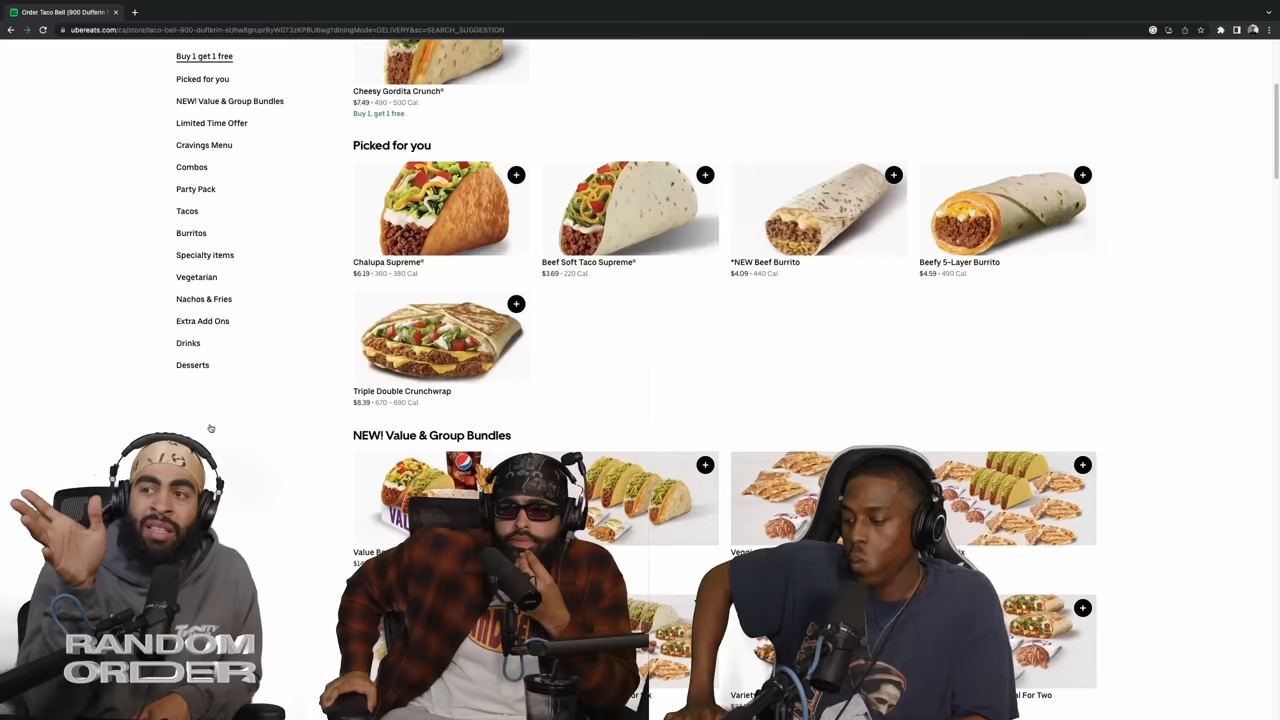 Order Taco Bell (900 Dufferin
ubereats.com/ca/store/taco-bell-900-dufferin-st/hw8gruprRyW073zKP8U6wg?diningMode=DELIVERY&sc=SEARCH_SUGGESTION
Buy 1 get 1 free
Picked for you
NEW! Value & Group Bundles
Limited Time Offer
Cravings Menu
Combos
Party Pack
Tacos
Burritos
Specialty items
Vegetarian
Nachos & Fries
Extra Add Ons
Drinks
Desserts
Cheesy Gordita Crunch®
$7.49 • 490 - 500 Cal.
Buy 1, get 1 free
Picked for you
Chalupa Supreme®
$6.19 • 360 - 380 Cal.
Beef Soft Taco Supreme®
$3.69 • 220 Cal.
*NEW Beef Burrito
$4.09 • 440 Cal.
Beefy 5-Layer Burrito
$4.59 • 490 Cal.
Triple Double Crunchwrap
$8.39 • 670 - 690 Cal.
NEW! Value & Group Bundles
Value
For Two
RANDOM
ORDER